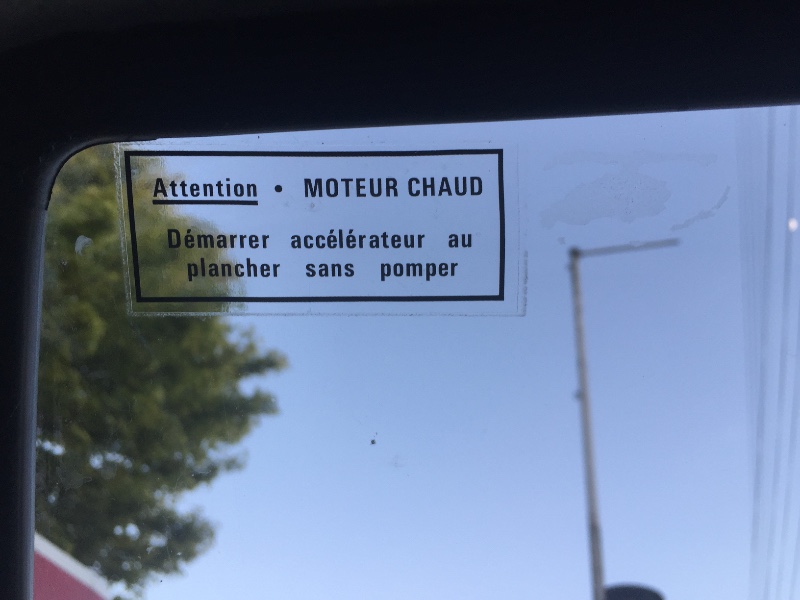 Attention • MOTEUR CHAUD
Démarrer accélérateur au
plancher sans pomper